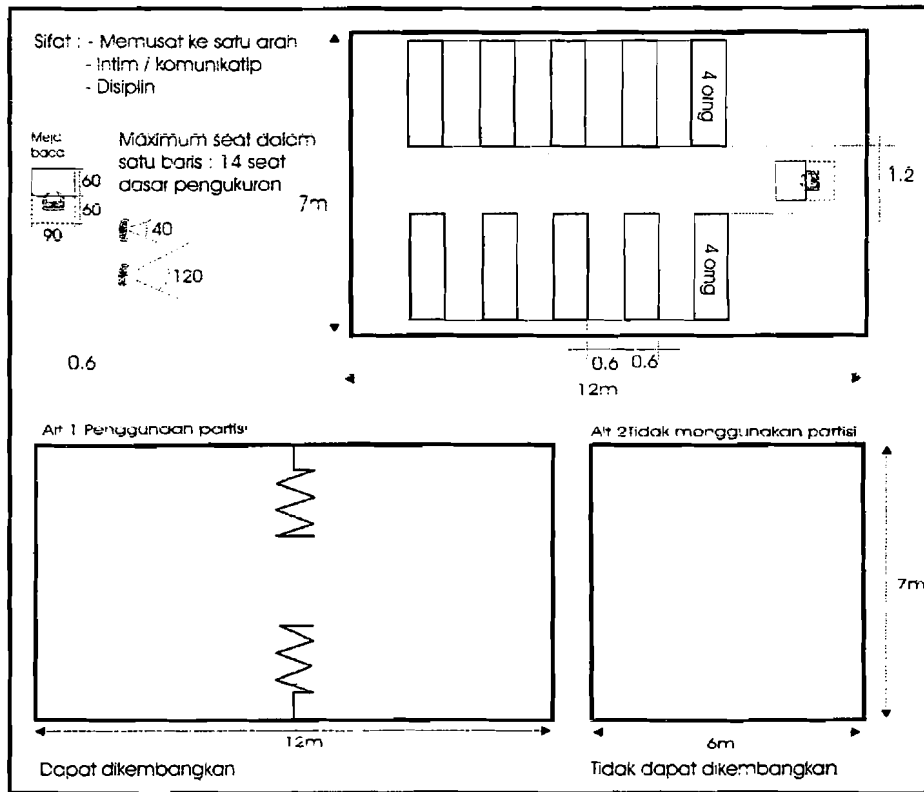 Sifat : - Memusat ke satu arah
- Intim / komunikatip
- Disiplin
Meja
baca
60
60
90
Maximum seat dalam
satu baris : 14 seat
dasar pengukuran
40
120
0.6
7m
4 orng
4 orng
1.2
0.6 0.6
12m
Alt 1 Penggunaan partisi
12m
Dapat dikembangkan
Alt 2Tidak menggunakan partisi
7m
6m
Tidak dapat dikembangkan